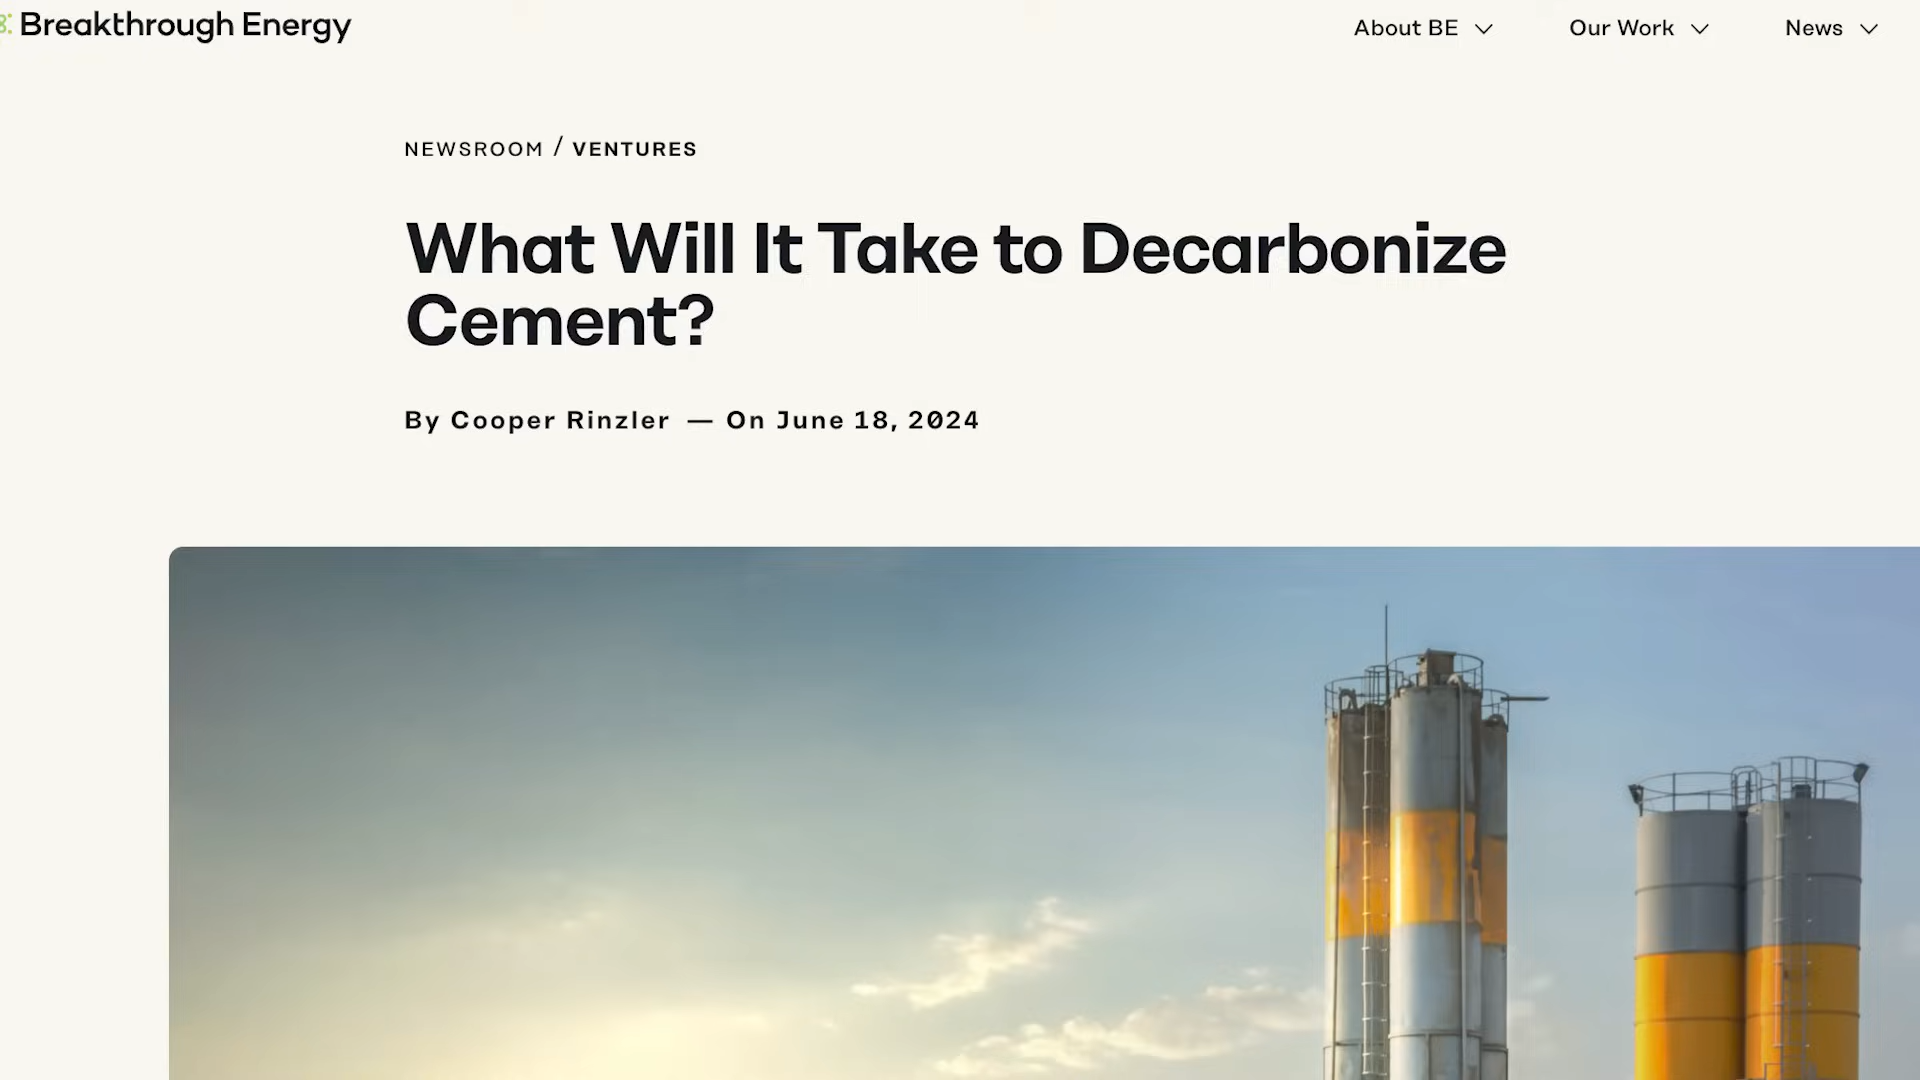 Breakthrough Energy
About BE
Our Work
News
NEWSROOM / VENTURES
What Will It Take to Decarbonize
Cement?
By Cooper Rinzler — On June 18, 2024